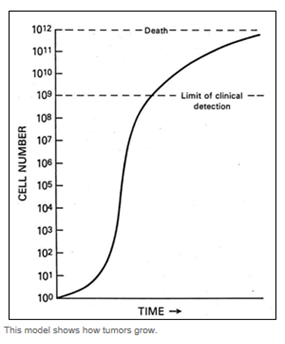 Death
Limit of clinical
detection
10¹²
10¹¹
10¹⁰
10⁹
10⁸
10⁷
10⁶
10⁵
10⁴
10³
10²
10¹
10⁰
CELL NUMBER
TIME →
This model shows how tumors grow.